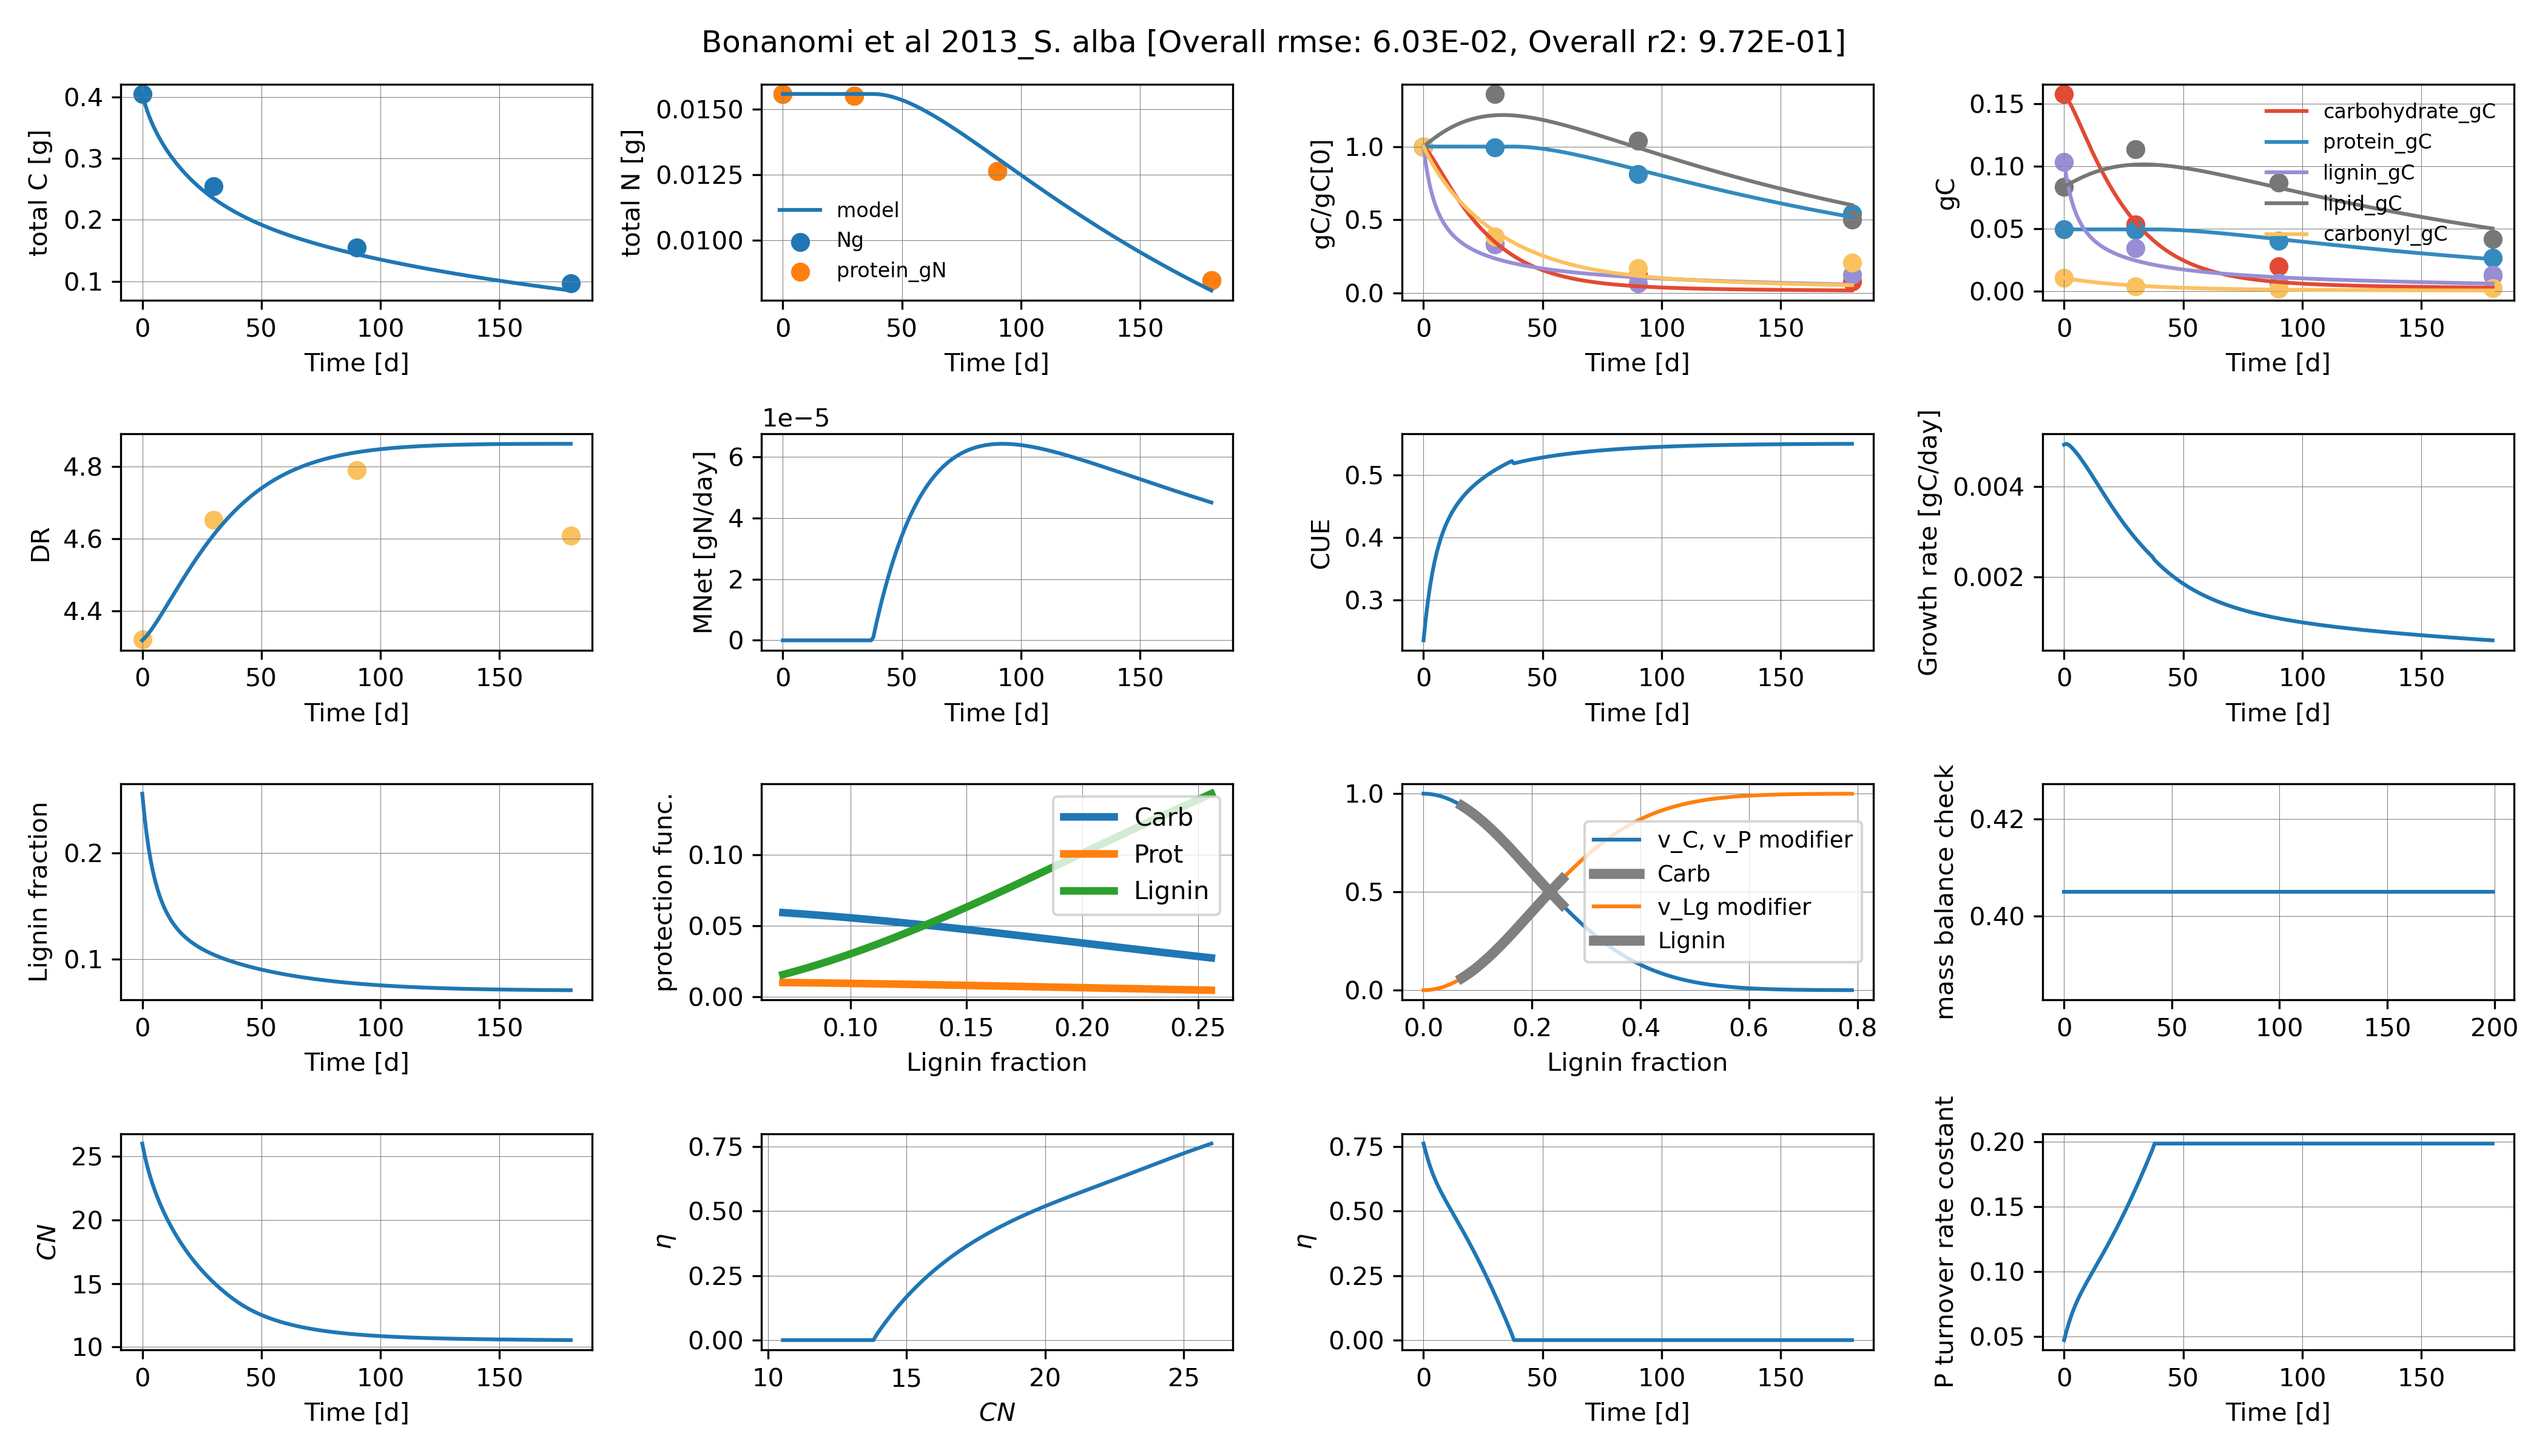 Bonanomi et al 2013_S. alba [Overall rmse: 6.03E-02, Overall r2: 9.72E-01]
total C [g]
0.4
0.3
0.2
0.1
0 50 100 150
Time [d]
total N [g]
0.0150
0.0125
0.0100
model
Ng
protein_gN
0 50 100 150
Time [d]
gC/gC[0]
1.0
0.5
0.0
0 50 100 150
Time [d]
gC
0.15
0.10
0.05
0.00
carbohydrate_gC
protein_gC
lignin_gC
lipid_gC
carbonyl_gC
0 50 100 150
Time [d]
DR
4.8
4.6
4.4
0 50 100 150
Time [d]
1e−5
MNet [gN/day]
6
4
2
0
0 50 100 150
Time [d]
CUE
0.5
0.4
0.3
0 50 100 150
Time [d]
Growth rate [gC/day]
0.004
0.002
0 50 100 150
Time [d]
Lignin fraction
0.2
0.1
0 50 100 150
Time [d]
protection func.
0.10
0.05
0.00
Carb
Prot
Lignin
0.10 0.15 0.20 0.25
Lignin fraction
1.0
0.5
0.0
v_C, v_P modifier
Carb
v_Lg modifier
Lignin
0.0 0.2 0.4 0.6 0.8
Lignin fraction
mass balance check
0.42
0.40
0 50 100 150 200
CN
25
20
15
10
0 50 100 150
Time [d]
η
0.75
0.50
0.25
0.00
10 15 20 25
CN
η
0.75
0.50
0.25
0.00
0 50 100 150
Time [d]
P turnover rate costant
0.20
0.15
0.10
0.05
0 50 100 150
Time [d]